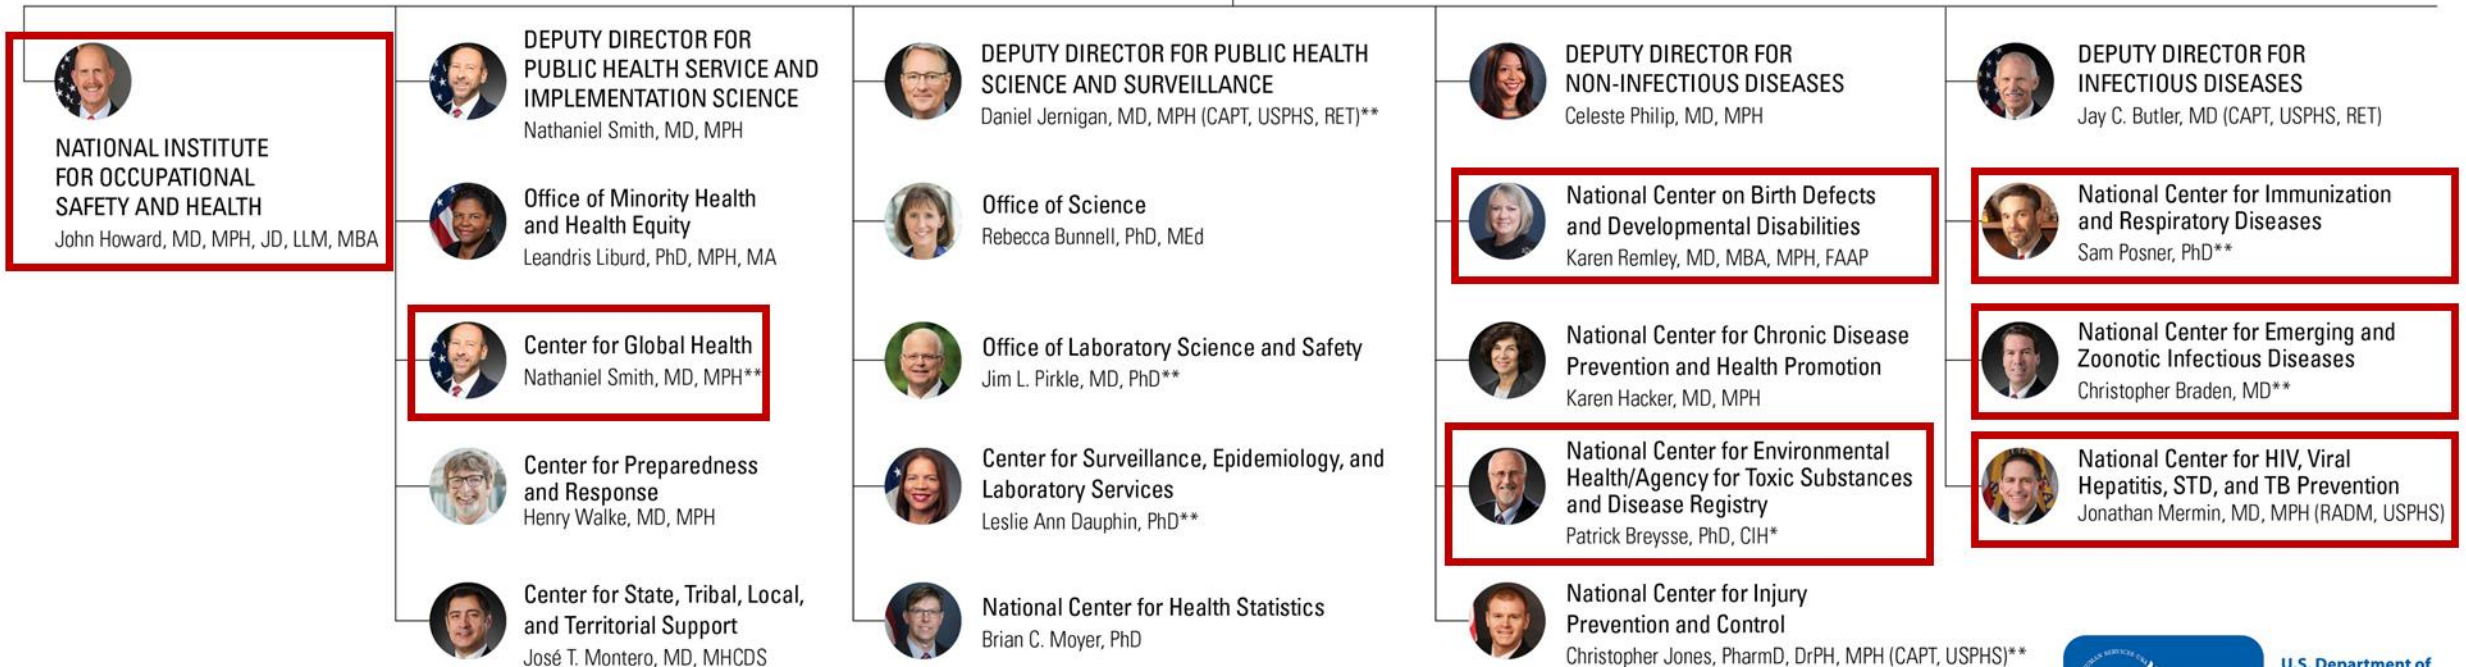 NATIONAL INSTITUTE
FOR OCCUPATIONAL
SAFETY AND HEALTH
John Howard, MD, MPH, JD, LLM, MBA
DEPUTY DIRECTOR FOR
PUBLIC HEALTH SERVICE AND
IMPLEMENTATION SCIENCE
Nathaniel Smith, MD, MPH
Office of Minority Health
and Health Equity
Leandris Liburd, PhD, MPH, MA
Center for Global Health
Nathaniel Smith, MD, MPH**
Center for Preparedness
and Response
Henry Walke, MD, MPH
Center for State, Tribal, Local,
and Territorial Support
José T. Montero, MD, MHCDS
DEPUTY DIRECTOR FOR PUBLIC HEALTH
SCIENCE AND SURVEILLANCE
Daniel Jernigan, MD, MPH (CAPT, USPHS, RET)**
Office of Science
Rebecca Bunnell, PhD, MEd
Office of Laboratory Science and Safety
Jim L. Pirkle, MD, PhD**
Center for Surveillance, Epidemiology, and
Laboratory Services
Leslie Ann Dauphin, PhD**
National Center for Health Statistics
Brian C. Moyer, PhD
DEPUTY DIRECTOR FOR
NON-INFECTIOUS DISEASES
Celeste Philip, MD, MPH
National Center on Birth Defects
and Developmental Disabilities
Karen Remley, MD, MBA, MPH, FAAP
National Center for Chronic Disease
Prevention and Health Promotion
Karen Hacker, MD, MPH
National Center for Environmental
Health/Agency for Toxic Substances
and Disease Registry
Patrick Breysse, PhD, CIH*
National Center for Injury
Prevention and Control
Christopher Jones, PharmD, DrPH, MPH (CAPT, USPHS)**
DEPUTY DIRECTOR FOR
INFECTIOUS DISEASES
Jay C. Butler, MD (CAPT, USPHS, RET)
National Center for Immunization
and Respiratory Diseases
Sam Posner, PhD**
National Center for Emerging and
Zoonotic Infectious Diseases
Christopher Braden, MD**
National Center for HIV, Viral
Hepatitis, STD, and TB Prevention
Jonathan Mermin, MD, MPH (RADM, USPHS)
U.S. Department of